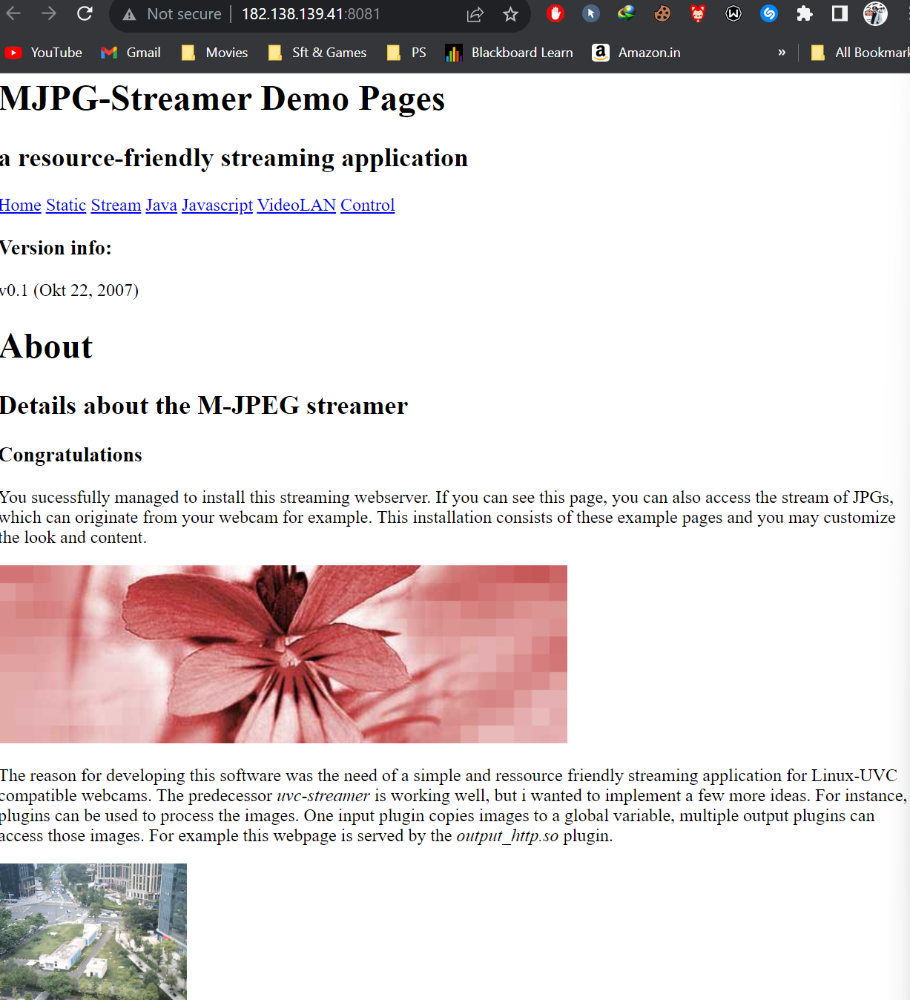 Not secure | 182.138.139.41:8081
YouTube Gmail Movies Sft & Games PS Blackboard Learn Amazon.in » All Bookmark
MJPG-Streamer Demo Pages
a resource-friendly streaming application
Home Static Stream Java Javascript VideoLAN Control
Version info:
v0.1 (Okt 22, 2007)
About
Details about the M-JPEG streamer
Congratulations
You sucessfully managed to install this streaming webserver. If you can see this page, you can also access the stream of JPGs,
which can originate from your webcam for example. This installation consists of these example pages and you may customize
the look and content.
The reason for developing this software was the need of a simple and ressource friendly streaming application for Linux-UVC
compatible webcams. The predecessor uvc-streamer is working well, but i wanted to implement a few more ideas. For instance,
plugins can be used to process the images. One input plugin copies images to a global variable, multiple output plugins can
access those images. For example this webpage is served by the output_http.so plugin.